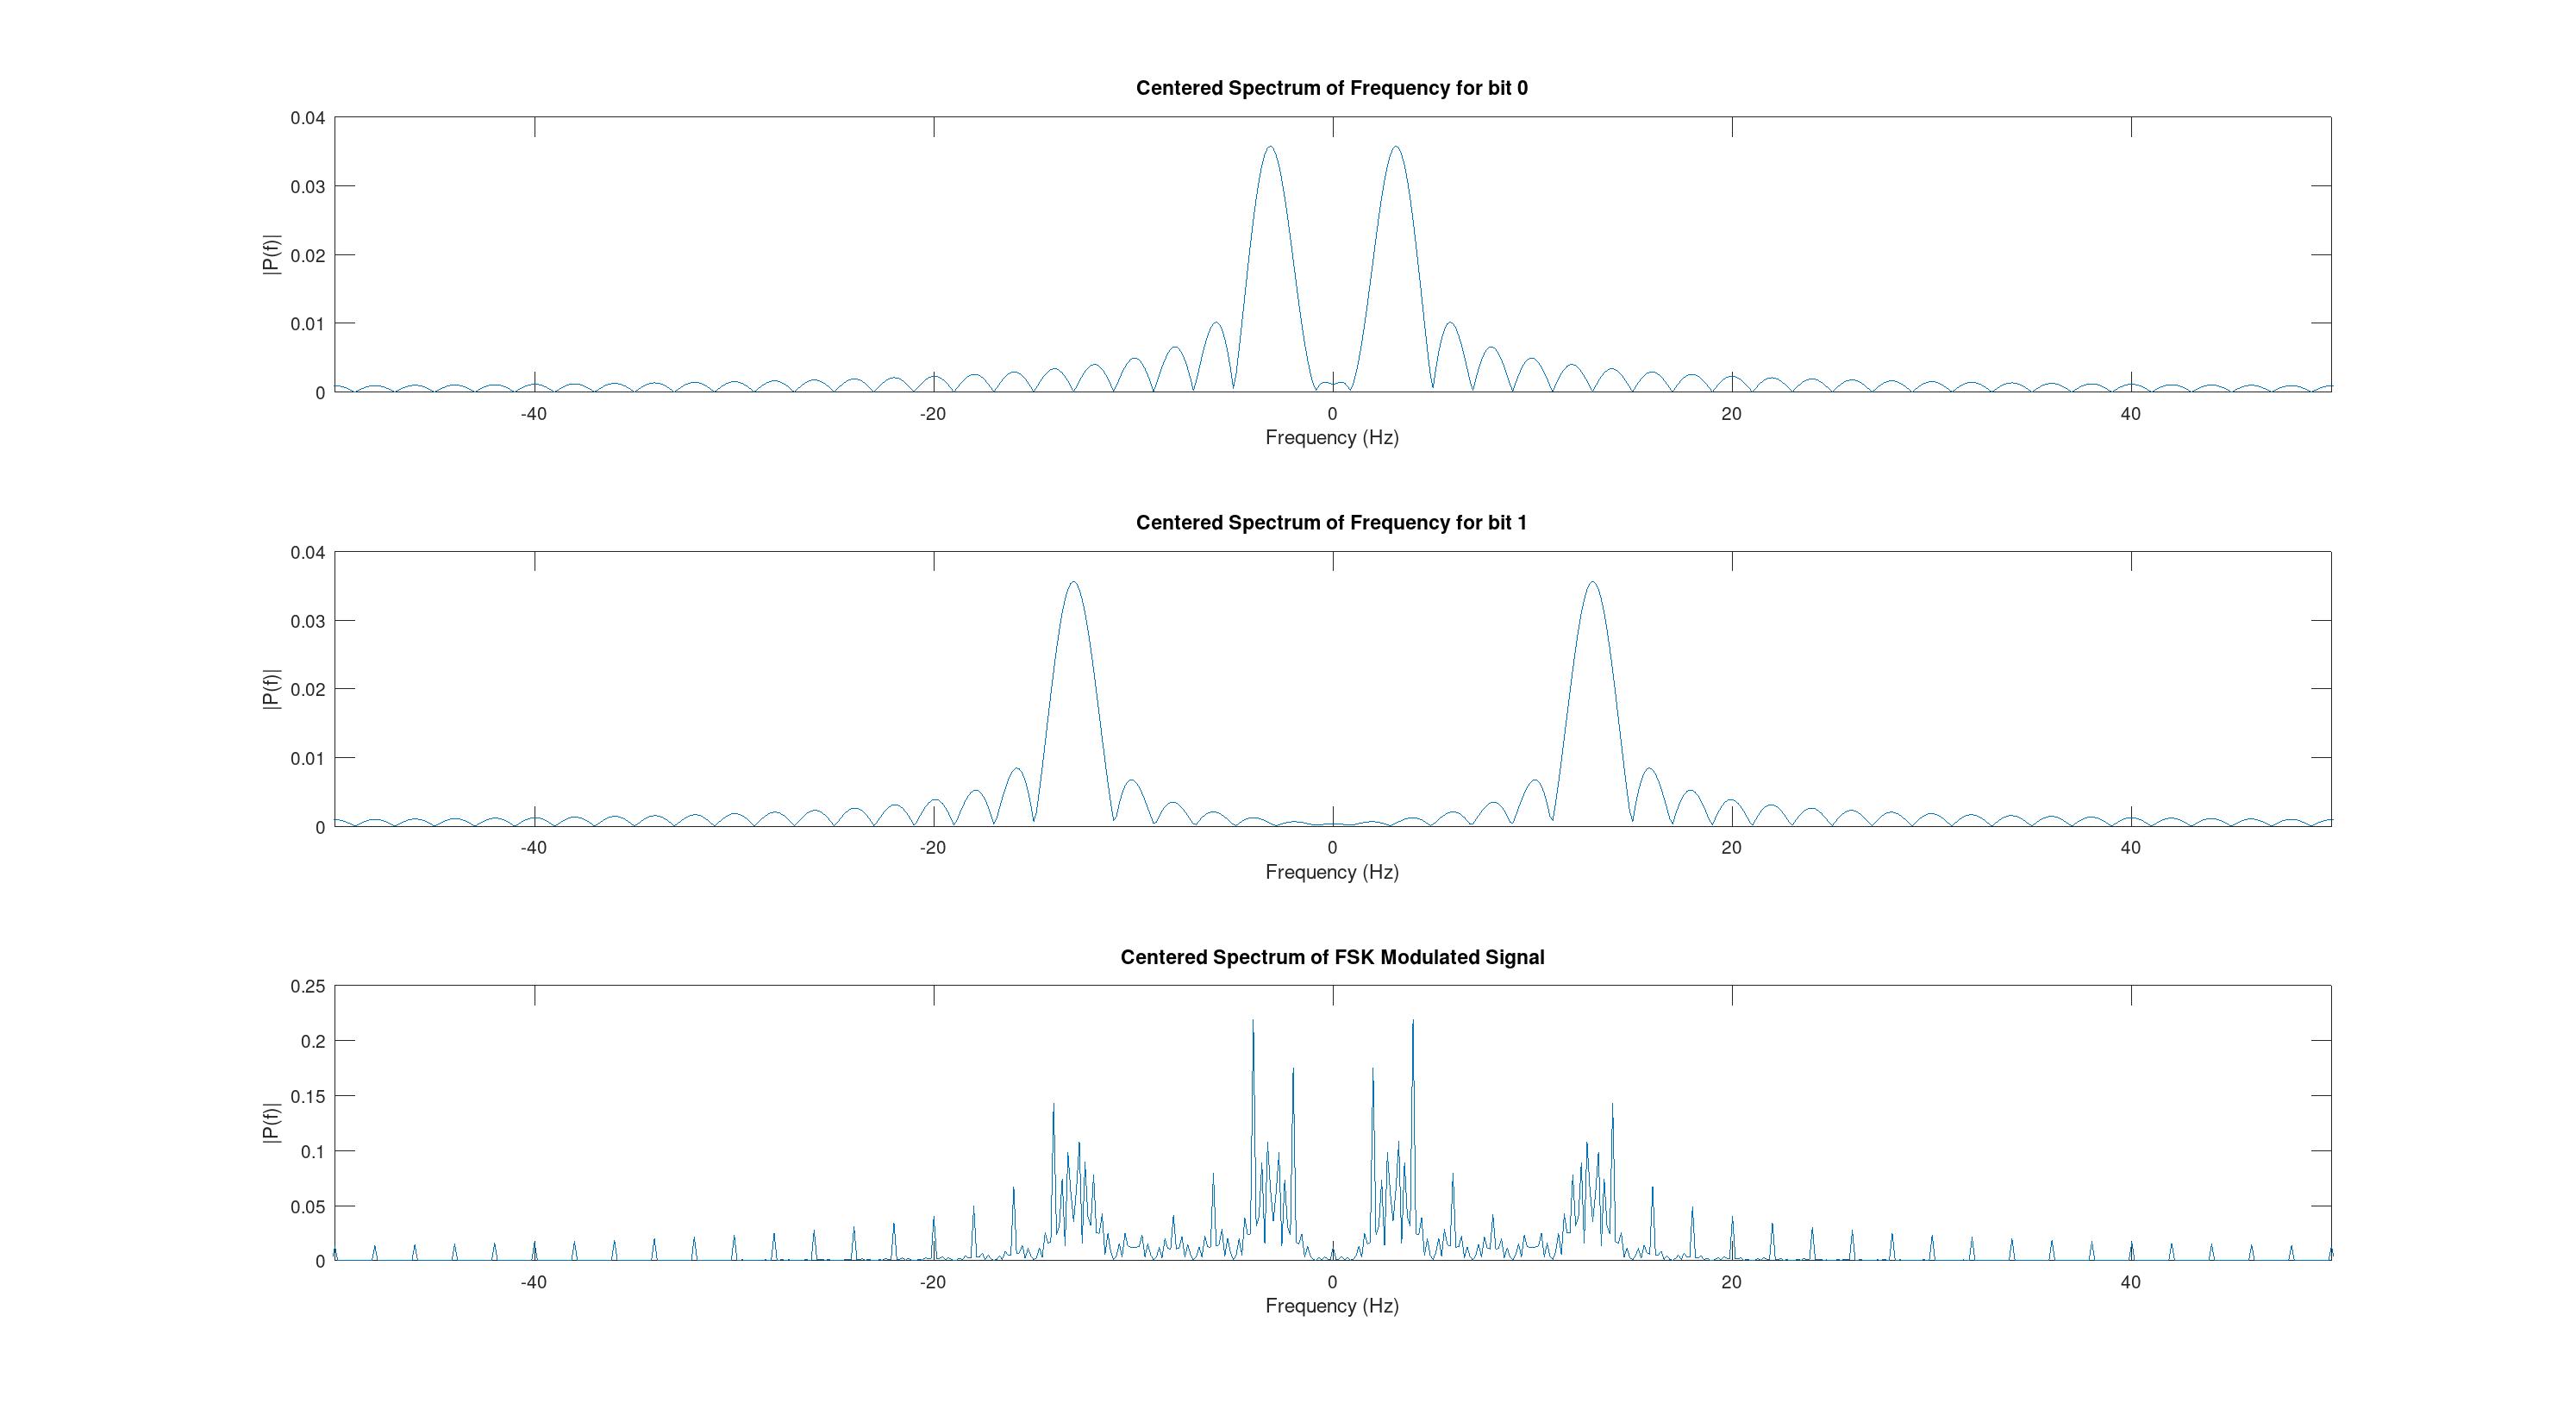 Centered Spectrum of Frequency for bit 0
0.04
0.03
0.02
0.01
0
|P(f)|
-40 -20 0 20 40
Frequency (Hz)
Centered Spectrum of Frequency for bit 1
0.04
0.03
0.02
0.01
0
|P(f)|
-40 -20 0 20 40
Frequency (Hz)
Centered Spectrum of FSK Modulated Signal
0.25
0.2
0.15
0.1
0.05
0
|P(f)|
-40 -20 0 20 40
Frequency (Hz)